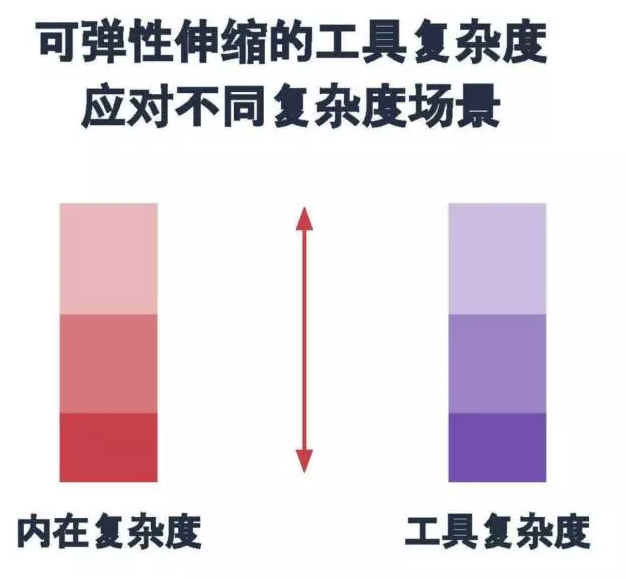 可弹性伸缩的工具复杂度
应对不同复杂度场景
内在复杂度
工具复杂度